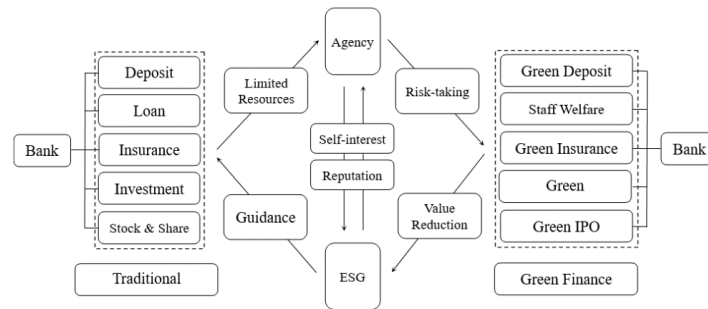 Agency
Deposit
Loan
Insurance
Investment
Stock & Share
Bank
Traditional
Limited
Resources
Guidance
Self-interest
Reputation
ESG
Risk-taking
Value
Reduction
Green Deposit
Staff Welfare
Green Insurance
Green
Green IPO
Bank
Green Finance